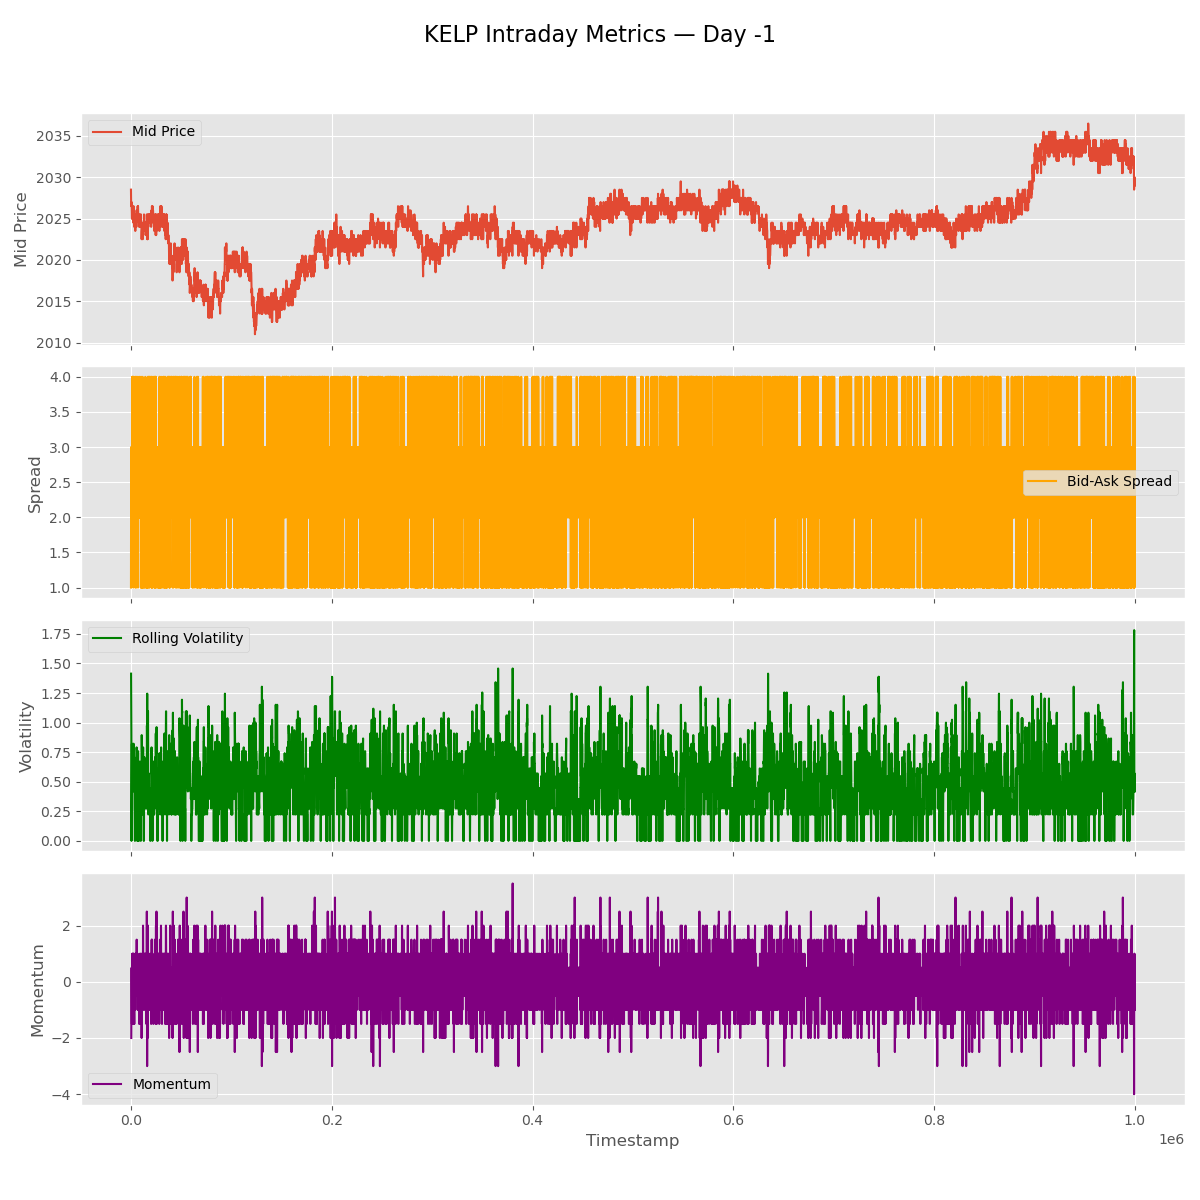 KELP Intraday Metrics — Day -1
Mid Price
2035
2030
2025
2020
2015
2010
Mid Price
4.0
3.5
3.0
2.5
2.0
1.5
1.0
Spread
Bid-Ask Spread
1.75
1.50
1.25
1.00
0.75
0.50
0.25
0.00
Volatility
Rolling Volatility
2
0
−2
−4
Momentum
Momentum
0.0 0.2 0.4 0.6 0.8 1.0
1e6
Timestamp